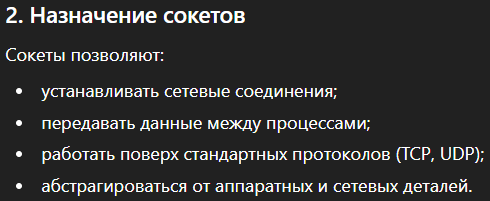 2. Назначение сокетов
Сокеты позволяют:
• устанавливать сетевые соединения;
• передавать данные между процессами;
• работать поверх стандартных протоколов (TCP, UDP);
• абстрагироваться от аппаратных и сетевых деталей.